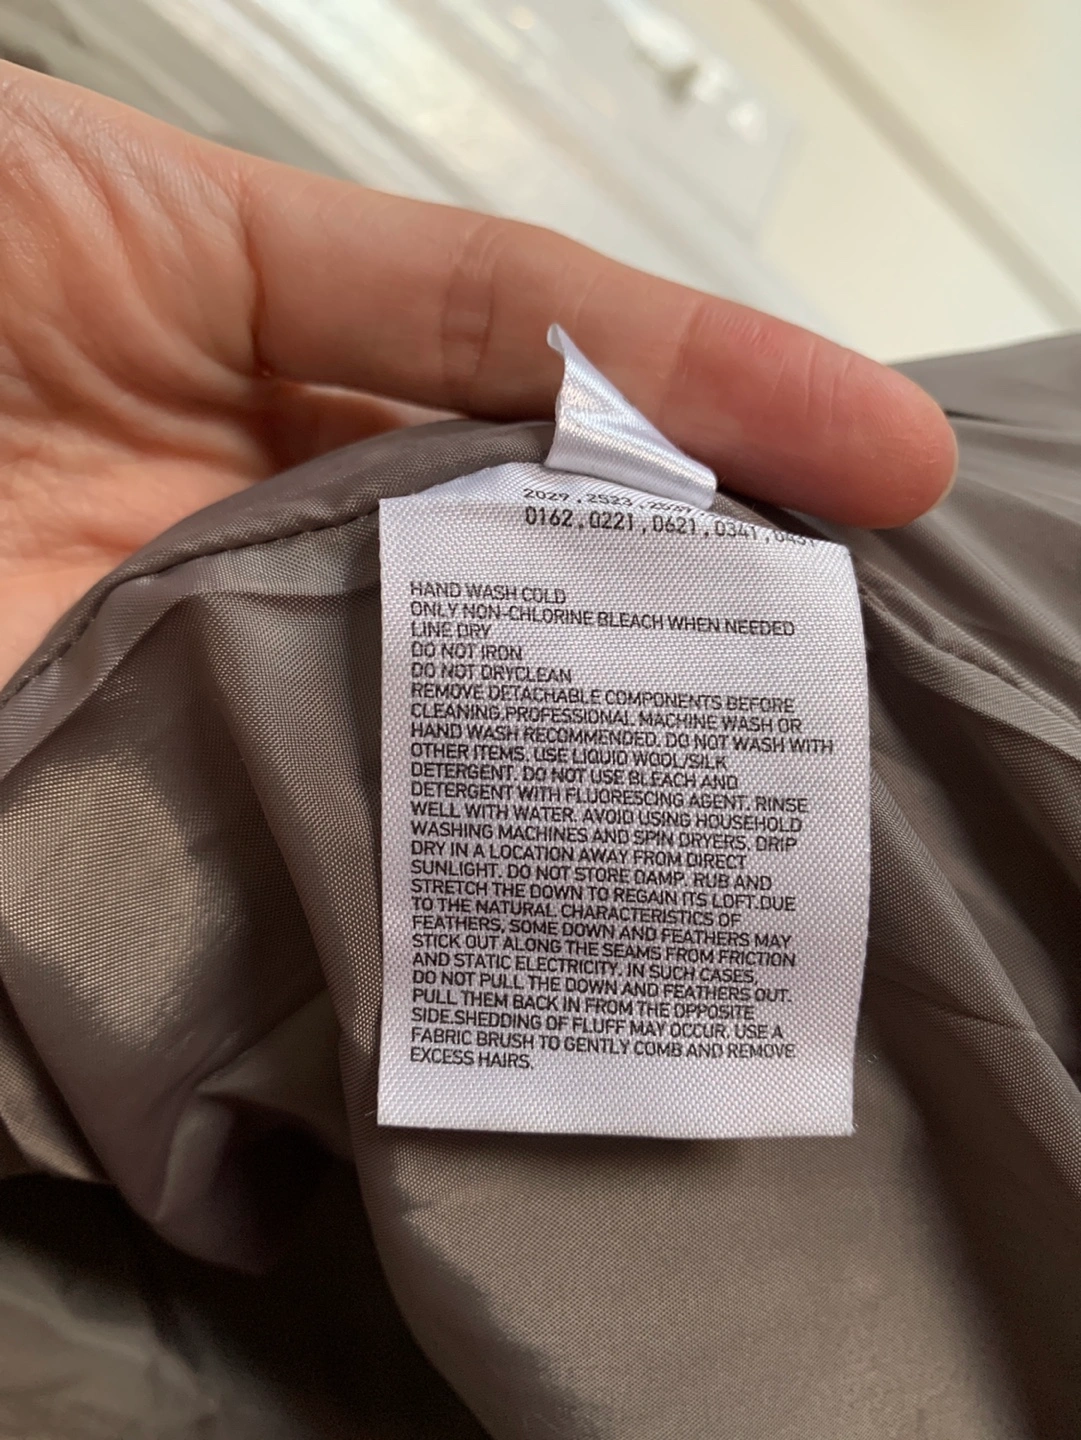 2029,2523,
0162,0221,0621,0341,
HAND WASH COLD
ONLY NON-CHLORINE BLEACH WHEN NEEDED
LINE DRY
DO NOT IRON
DO NOT DRYCLEAN
REMOVE DETACHABLE COMPONENTS BEFORE
CLEANING.PROFESSIONAL MACHINE WASH OR
HAND WASH RECOMMENDED. DO NOT WASH WITH
OTHER ITEMS. USE LIQUID WOOL/SILK
DETERGENT. DO NOT USE BLEACH AND
DETERGENT WITH FLUORESCING AGENT. RINSE
WELL WITH WATER. AVOID USING HOUSEHOLD
WASHING MACHINES AND SPIN DRYERS. DRIP
DRY IN A LOCATION AWAY FROM DIRECT
SUNLIGHT. DO NOT STORE DAMP. RUB AND
STRETCH THE DOWN TO REGAIN ITS LOFT.DUE
TO THE NATURAL CHARACTERISTICS OF
FEATHERS, SOME DOWN AND FEATHERS MAY
STICK OUT ALONG THE SEAMS FROM FRICTION
AND STATIC ELECTRICITY. IN SUCH CASES,
DO NOT PULL THE DOWN AND FEATHERS OUT.
PULL THEM BACK IN FROM THE OPPOSITE
SIDE.SHEDDING OF FLUFF MAY OCCUR. USE A
FABRIC BRUSH TO GENTLY COMB AND REMOVE
EXCESS HAIRS.